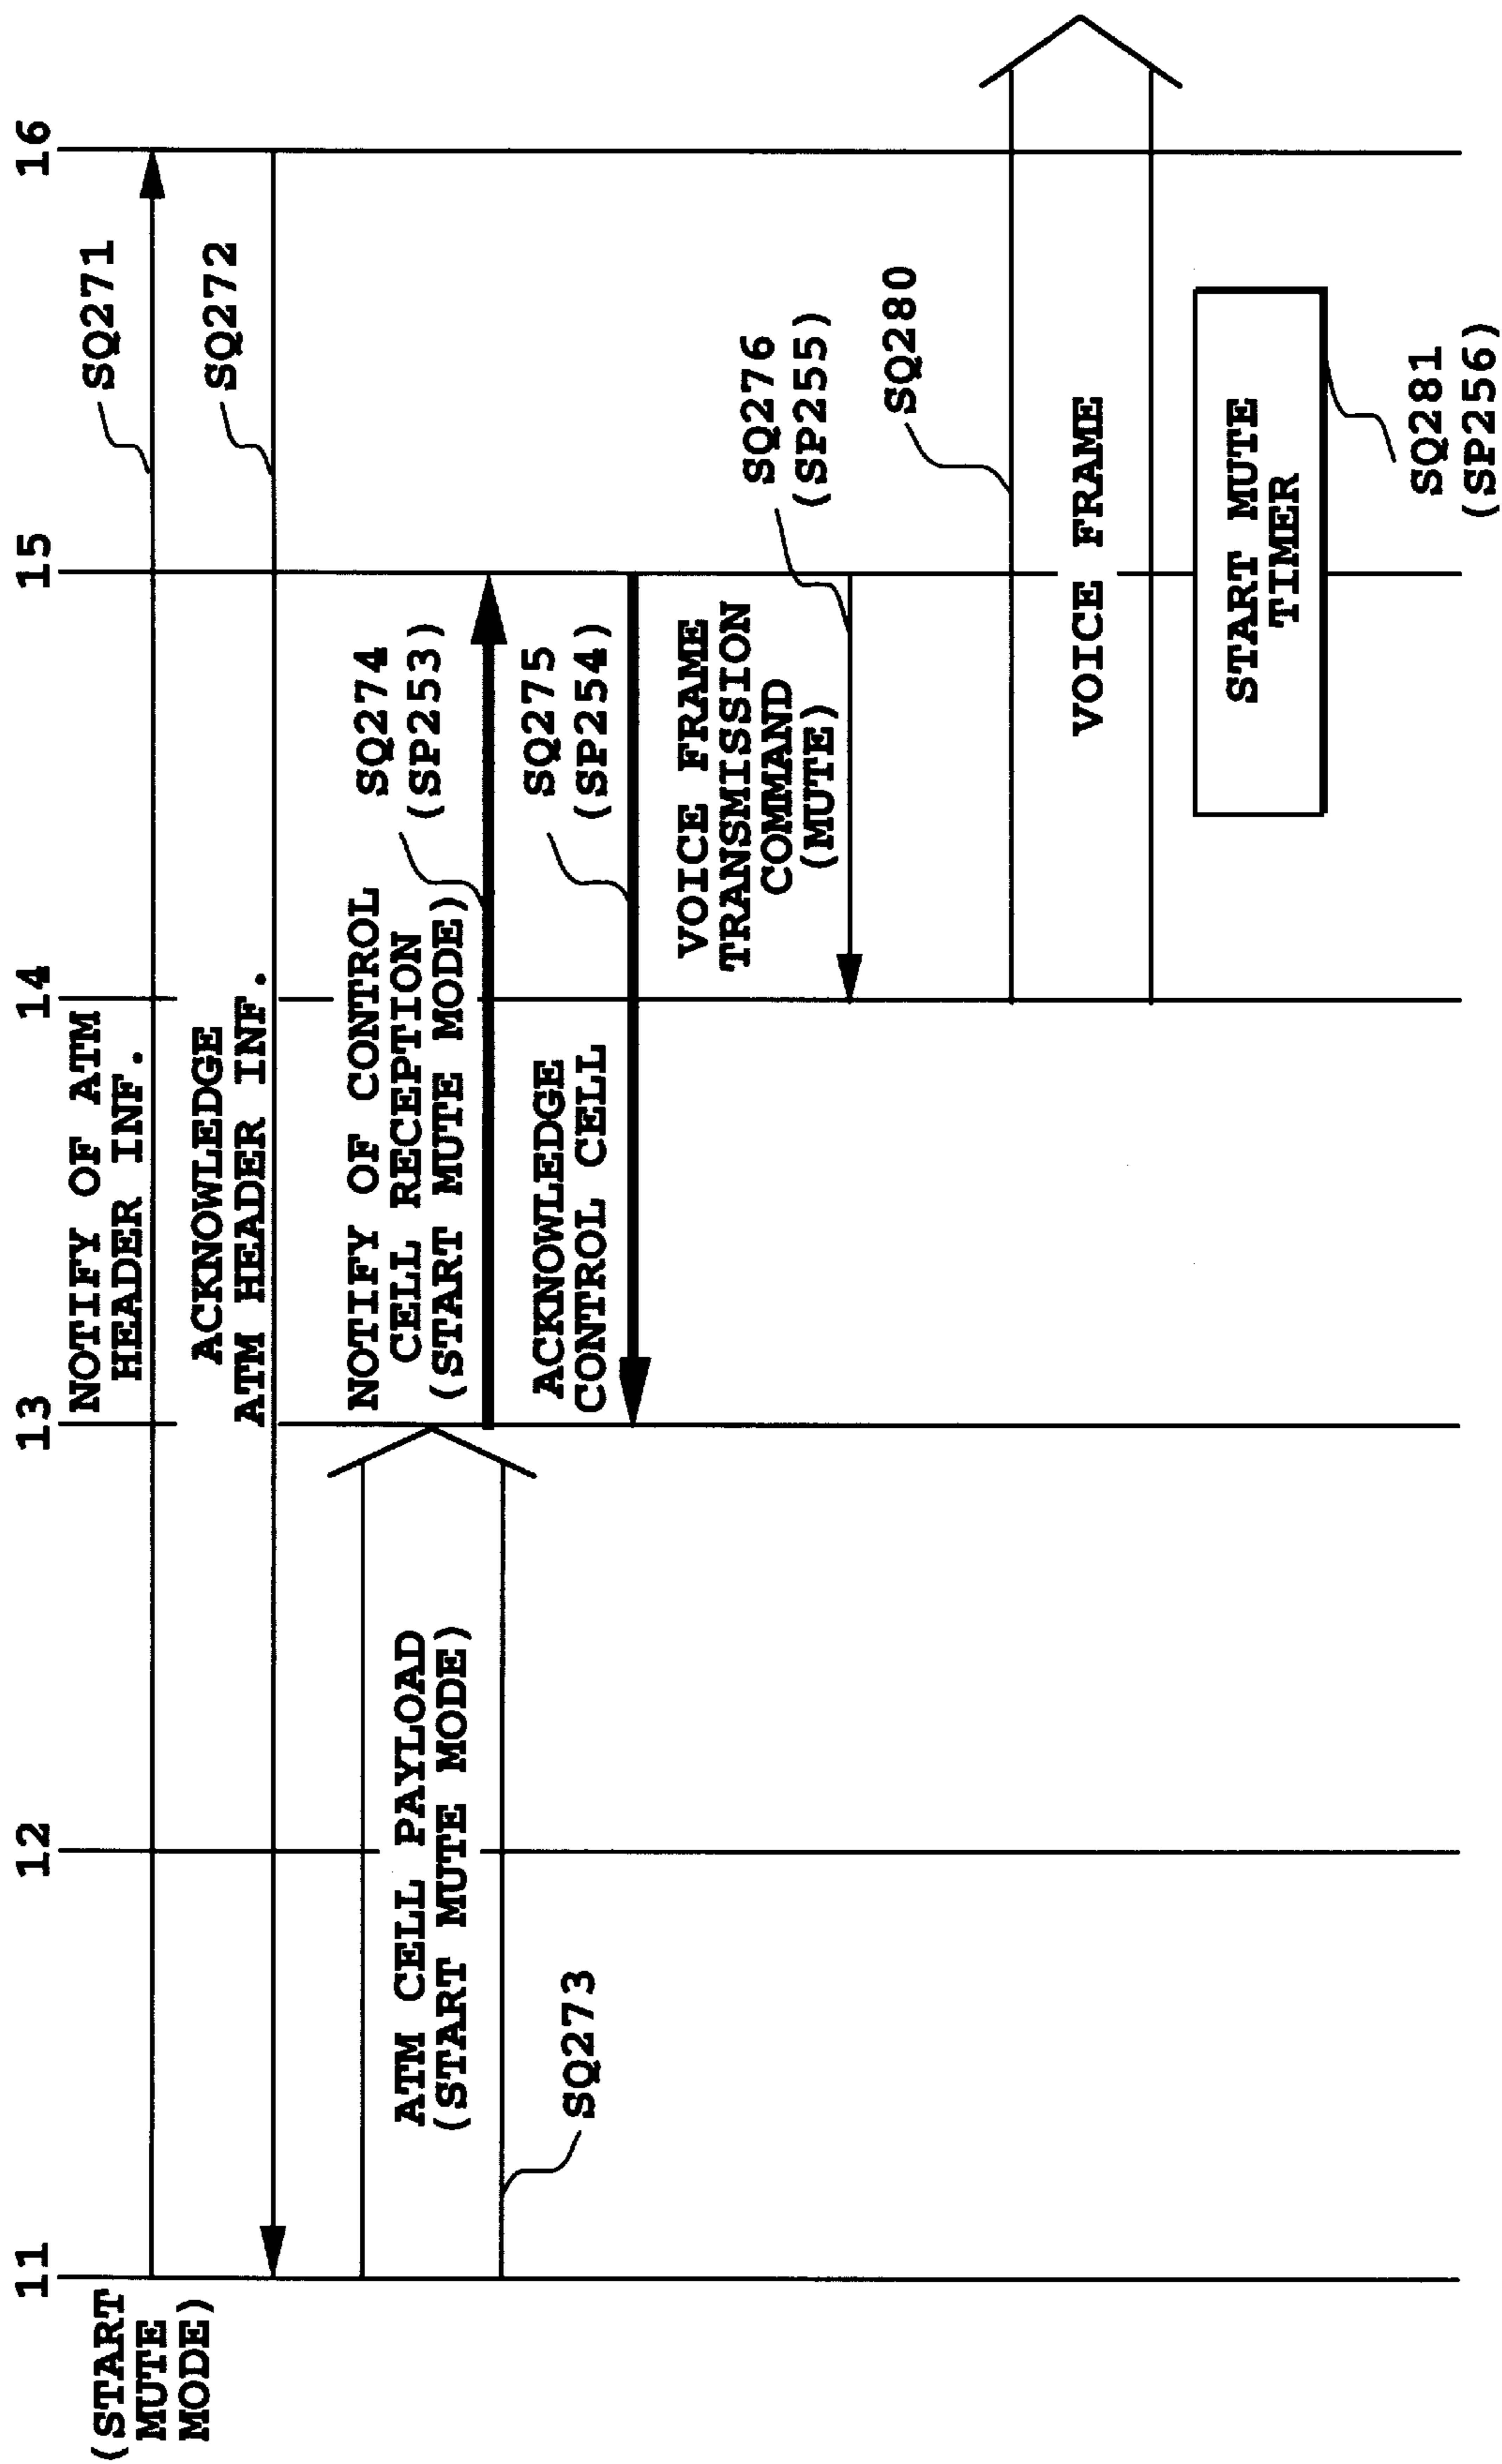 11
12
13
14
15
16
(START
MUTE
MODE)
NOTIFY OF ATM
HEADER INF.
SQ271
ACKNOWLEDGE
ATM HEADER INF.
SQ272
ATM CELL PAYLOAD
(START MUTE MODE)
SQ273
NOTIFY OF CONTROL
CELL RECEPTION
(START MUTE MODE)
SQ274
(SP253)
ACKNOWLEDGE
CONTROL CELL
SQ275
(SP254)
VOICE FRAME
TRANSMISSION
COMMAND
(MUTE)
SQ276
(SP255)
SQ280
VOICE FRAME
START MUTE
TIMER
SQ281
(SP256)